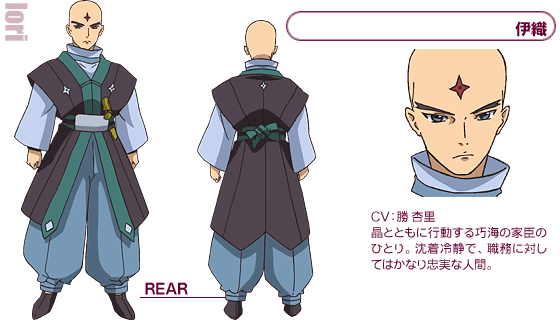 Iori
伊織
CV：勝 杏里
晶とともに行動する巧海の家臣の
ひとり。沈着冷静で、職務に対し
てはかなり忠実な人間。
REAR